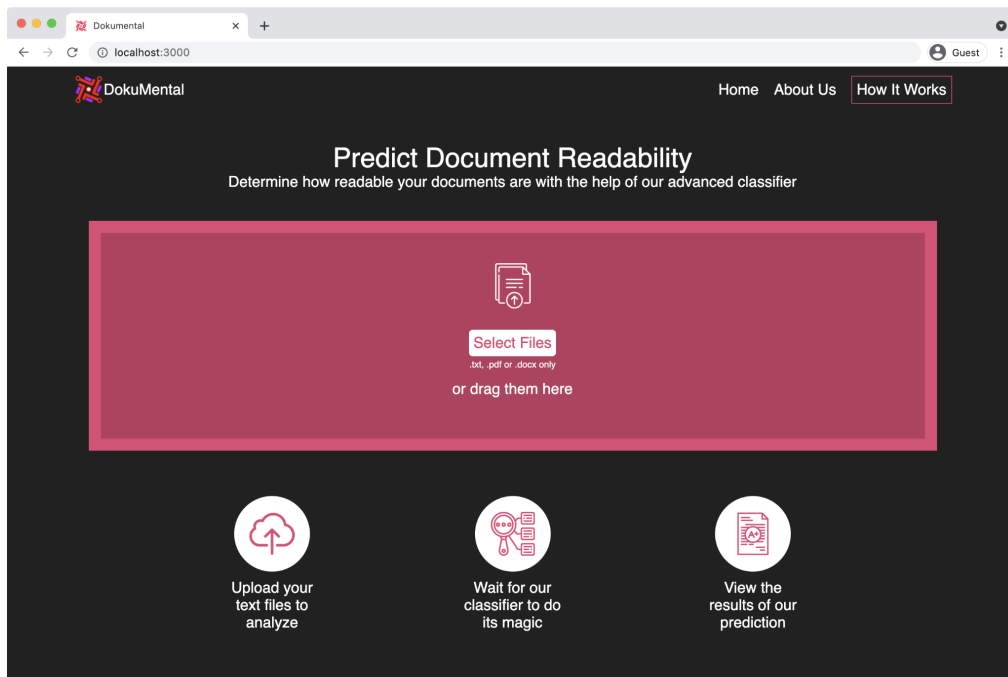 Dokumental
localhost:3000
Guest
DokuMental
Home About Us How It Works
Predict Document Readability
Determine how readable your documents are with the help of our advanced classifier
Select Files
.txt, .pdf or .docx only
or drag them here
A+
Upload your
text files to
analyze
Wait for our
classifier to do
its magic
View the
results of our
prediction